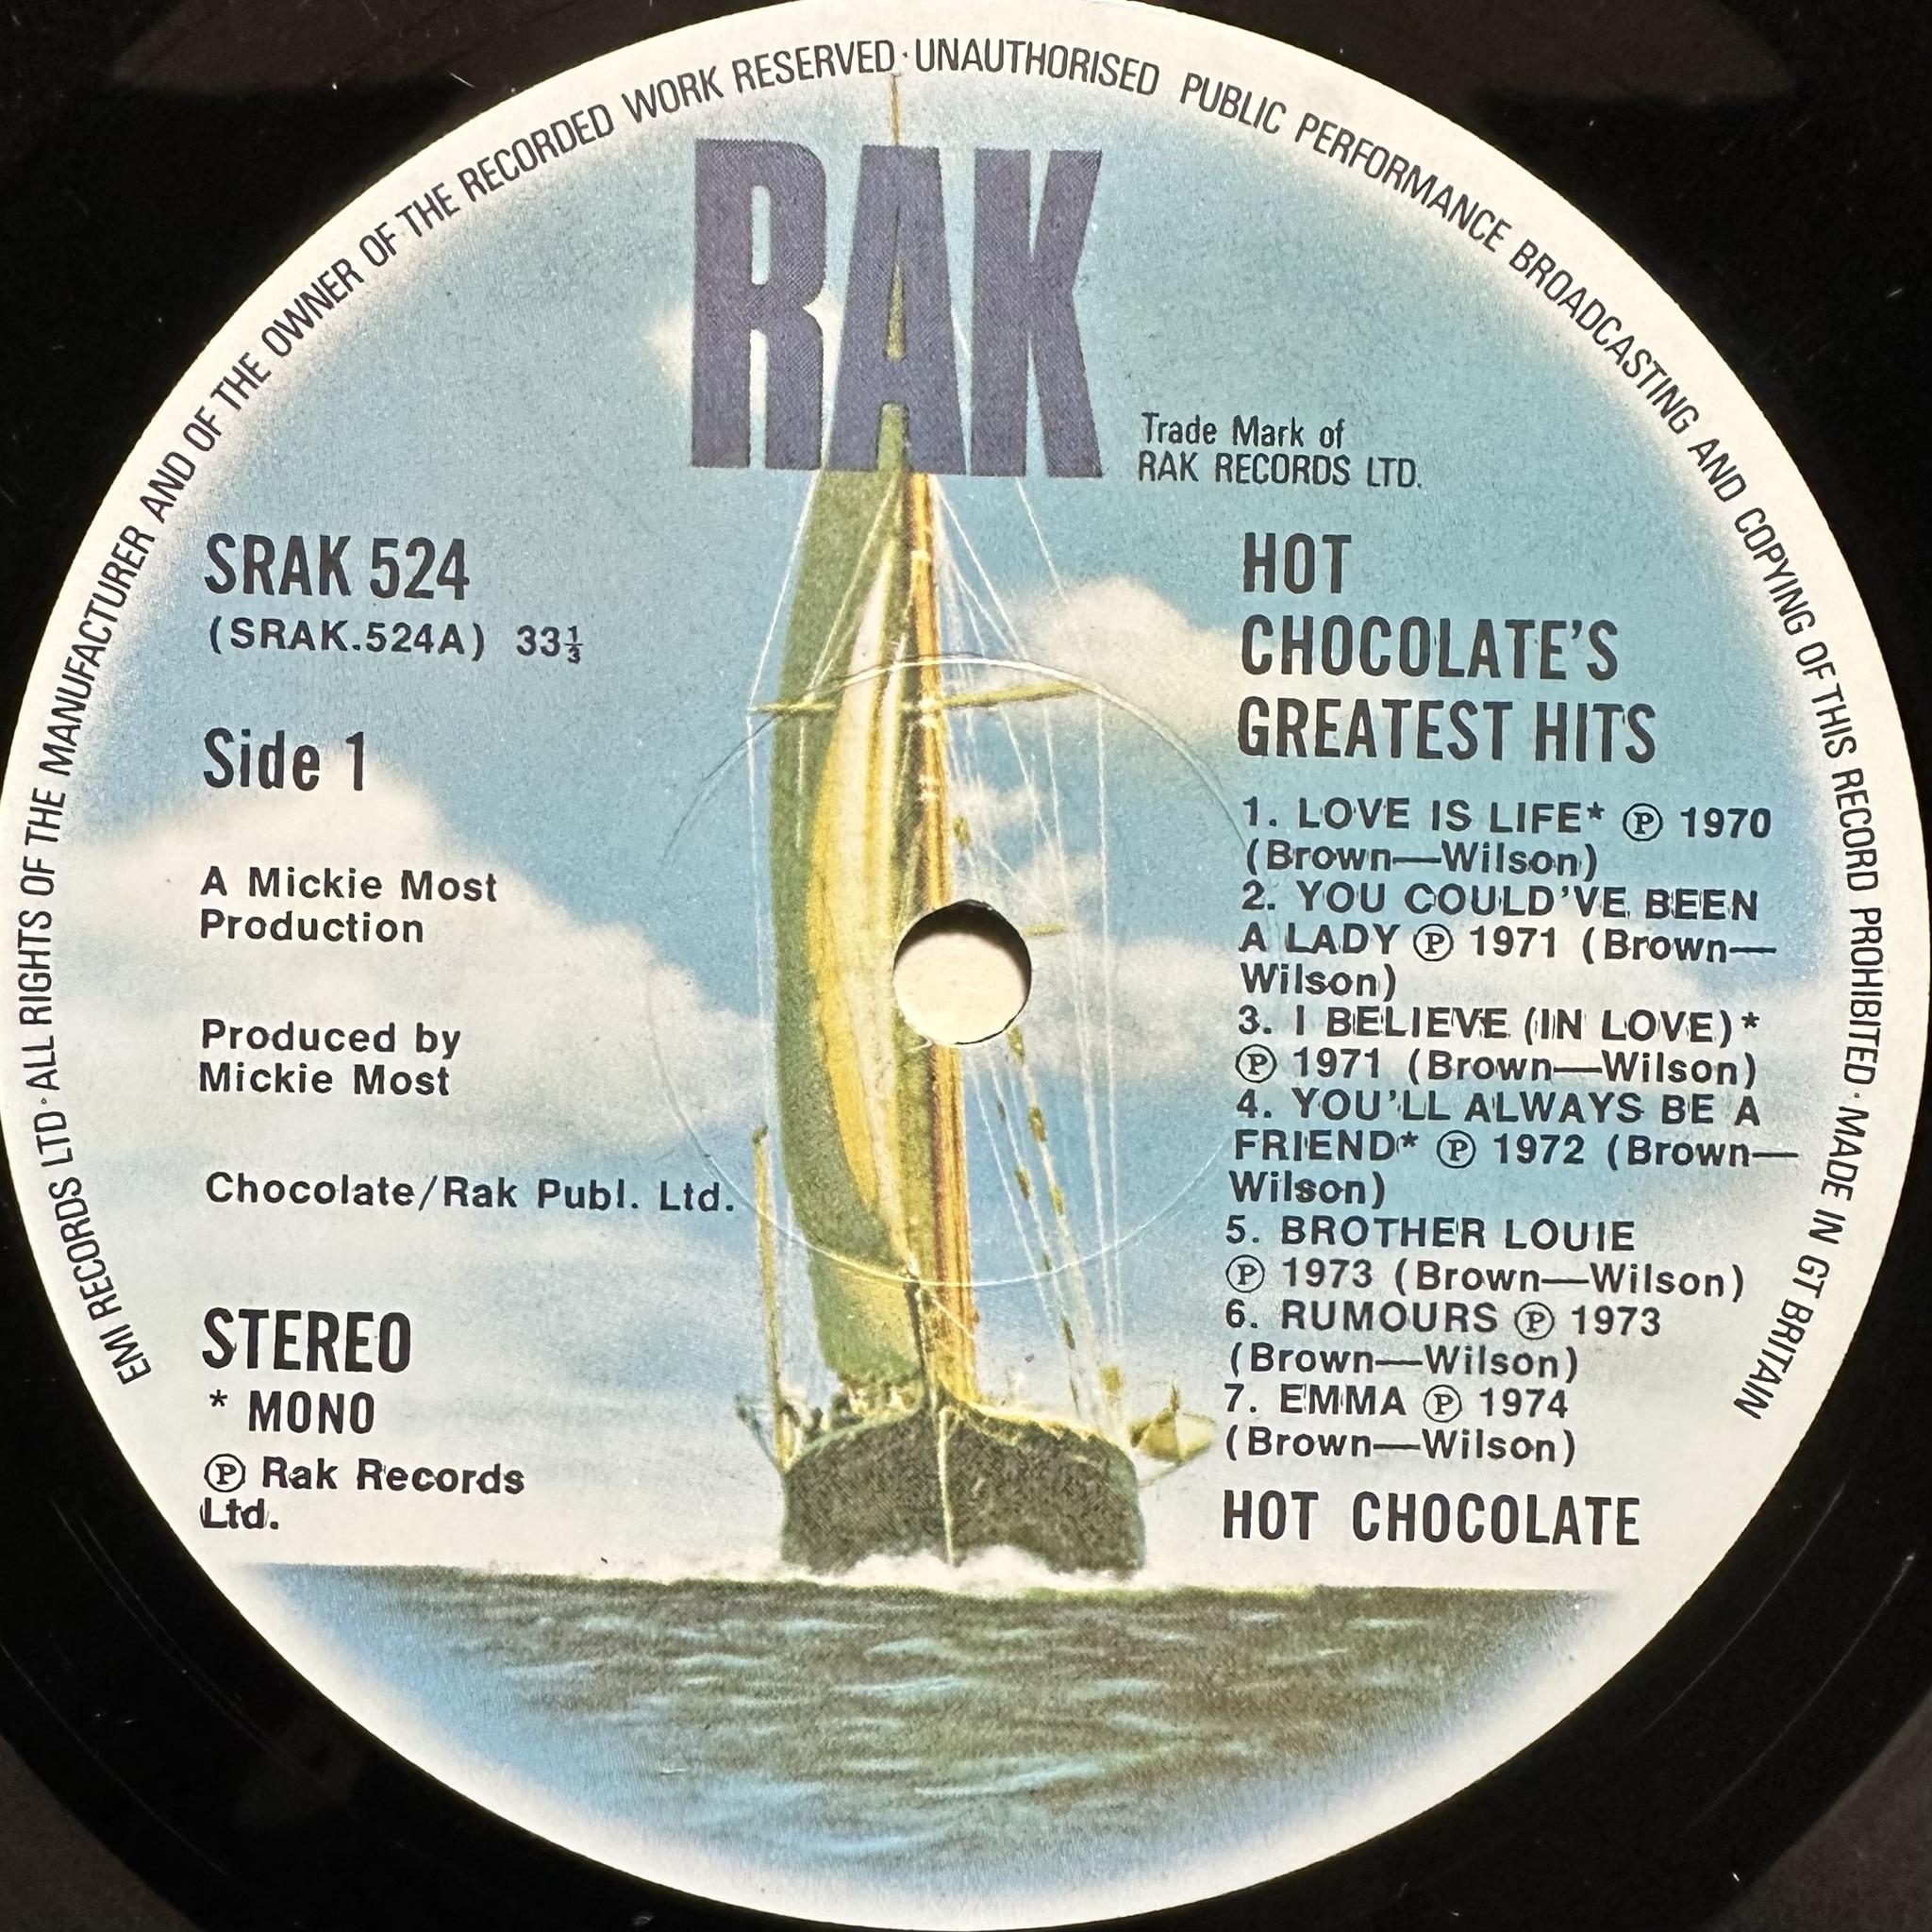 EMI RECORDS LTD· ALL RIGHTS OF THE MANUFACTURER AND OF THE OWNER OF THE RECORDED WORK RESERVED · UNAUTHORISED PUBLIC PERFORMANCE BROADCASTING AND COPYING OF THIS RECORD PROHIBITED · MADE IN GT BRITAIN
RAK
Trade Mark of
RAK RECORDS LTD.
SRAK 524
(SRAK.524A) 33⅓
Side 1
A Mickie Most
Production
Produced by
Mickie Most
Chocolate/Rak Publ. Ltd.
STEREO
* MONO
Ⓟ Rak Records
Ltd.
HOT
CHOCOLATE'S
GREATEST HITS
1. LOVE IS LIFE* Ⓟ 1970
(Brown—Wilson)
2. YOU COULD'VE BEEN
A LADY Ⓟ 1971 (Brown—
Wilson)
3. I BELIEVE (IN LOVE)*
Ⓟ 1971 (Brown—Wilson)
4. YOU'LL ALWAYS BE A
FRIEND* Ⓟ 1972 (Brown—
Wilson)
5. BROTHER LOUIE
Ⓟ 1973 (Brown—Wilson)
6. RUMOURS Ⓟ 1973
(Brown—Wilson)
7. EMMA Ⓟ 1974
(Brown—Wilson)
HOT CHOCOLATE